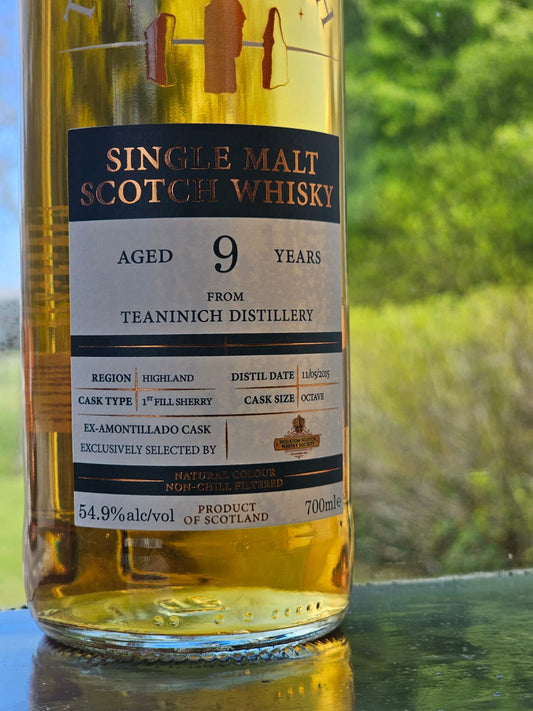 SINGLE MALT
SCOTCH WHISKY
AGED 9 YEARS
FROM
TEANINICH DISTILLERY
REGION HIGHLAND DISTIL DATE 11/05/2015
CASK TYPE 1ST FILL SHERRY CASK SIZE OCTAVE
EX-AMONTILLADO CASK
EXCLUSIVELY SELECTED BY
WHISKY SOCIETY
NATURAL COLOUR
NON-CHILL FILTERED
54.9%alc/vol PRODUCT OF SCOTLAND 700mle